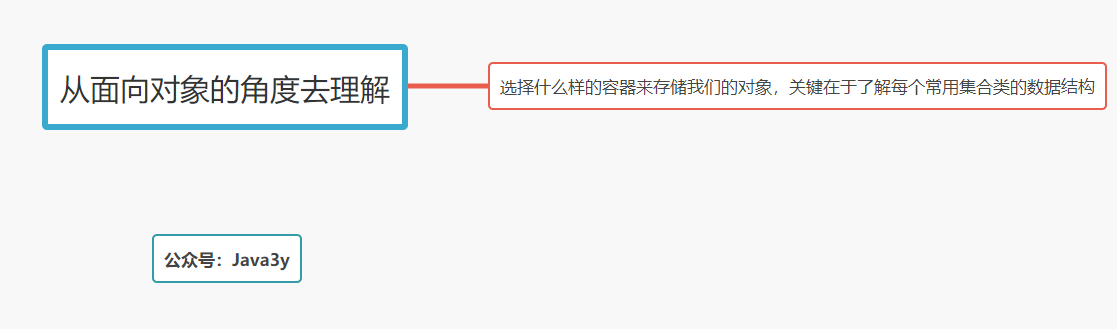 从面向对象的角度去理解
选择什么样的容器来存储我们的对象，关键在于了解每个常用集合类的数据结构
公众号：Java3y